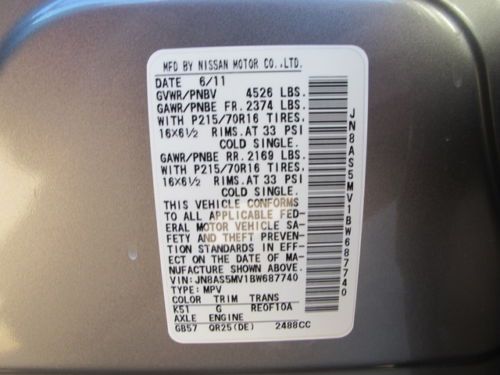 MFD BY NISSAN MOTOR CO.,LTD.
DATE 6/11
GVWR/PNBV 4526 LBS.
GAWR/PNBE FR. 2374 LBS.
WITH P215/70R16 TIRES.
16×6½ RIMS.AT 33 PSI
COLD SINGLE.
GAWR/PNBE RR. 2169 LBS.
WITH P215/70R16 TIRES.
16×6½ RIMS.AT 33 PSI
COLD SINGLE.
THIS VEHICLE CONFORMS
TO ALL APPLICABLE FED-
ERAL MOTOR VEHICLE SA-
FETY AND THEFT PREVEN-
TION STANDARDS IN EFF-
ECT ON THE DATE OF MA-
NUFACTURE SHOWN ABOVE.
VIN:JN8AS5MV1BW687740
TYPE:MPV
COLOR TRIM TRANS
K51 G RE0F10A
AXLE ENGINE
GB57 QR25(DE) 2488CC
JN8AS5MV1BW687740